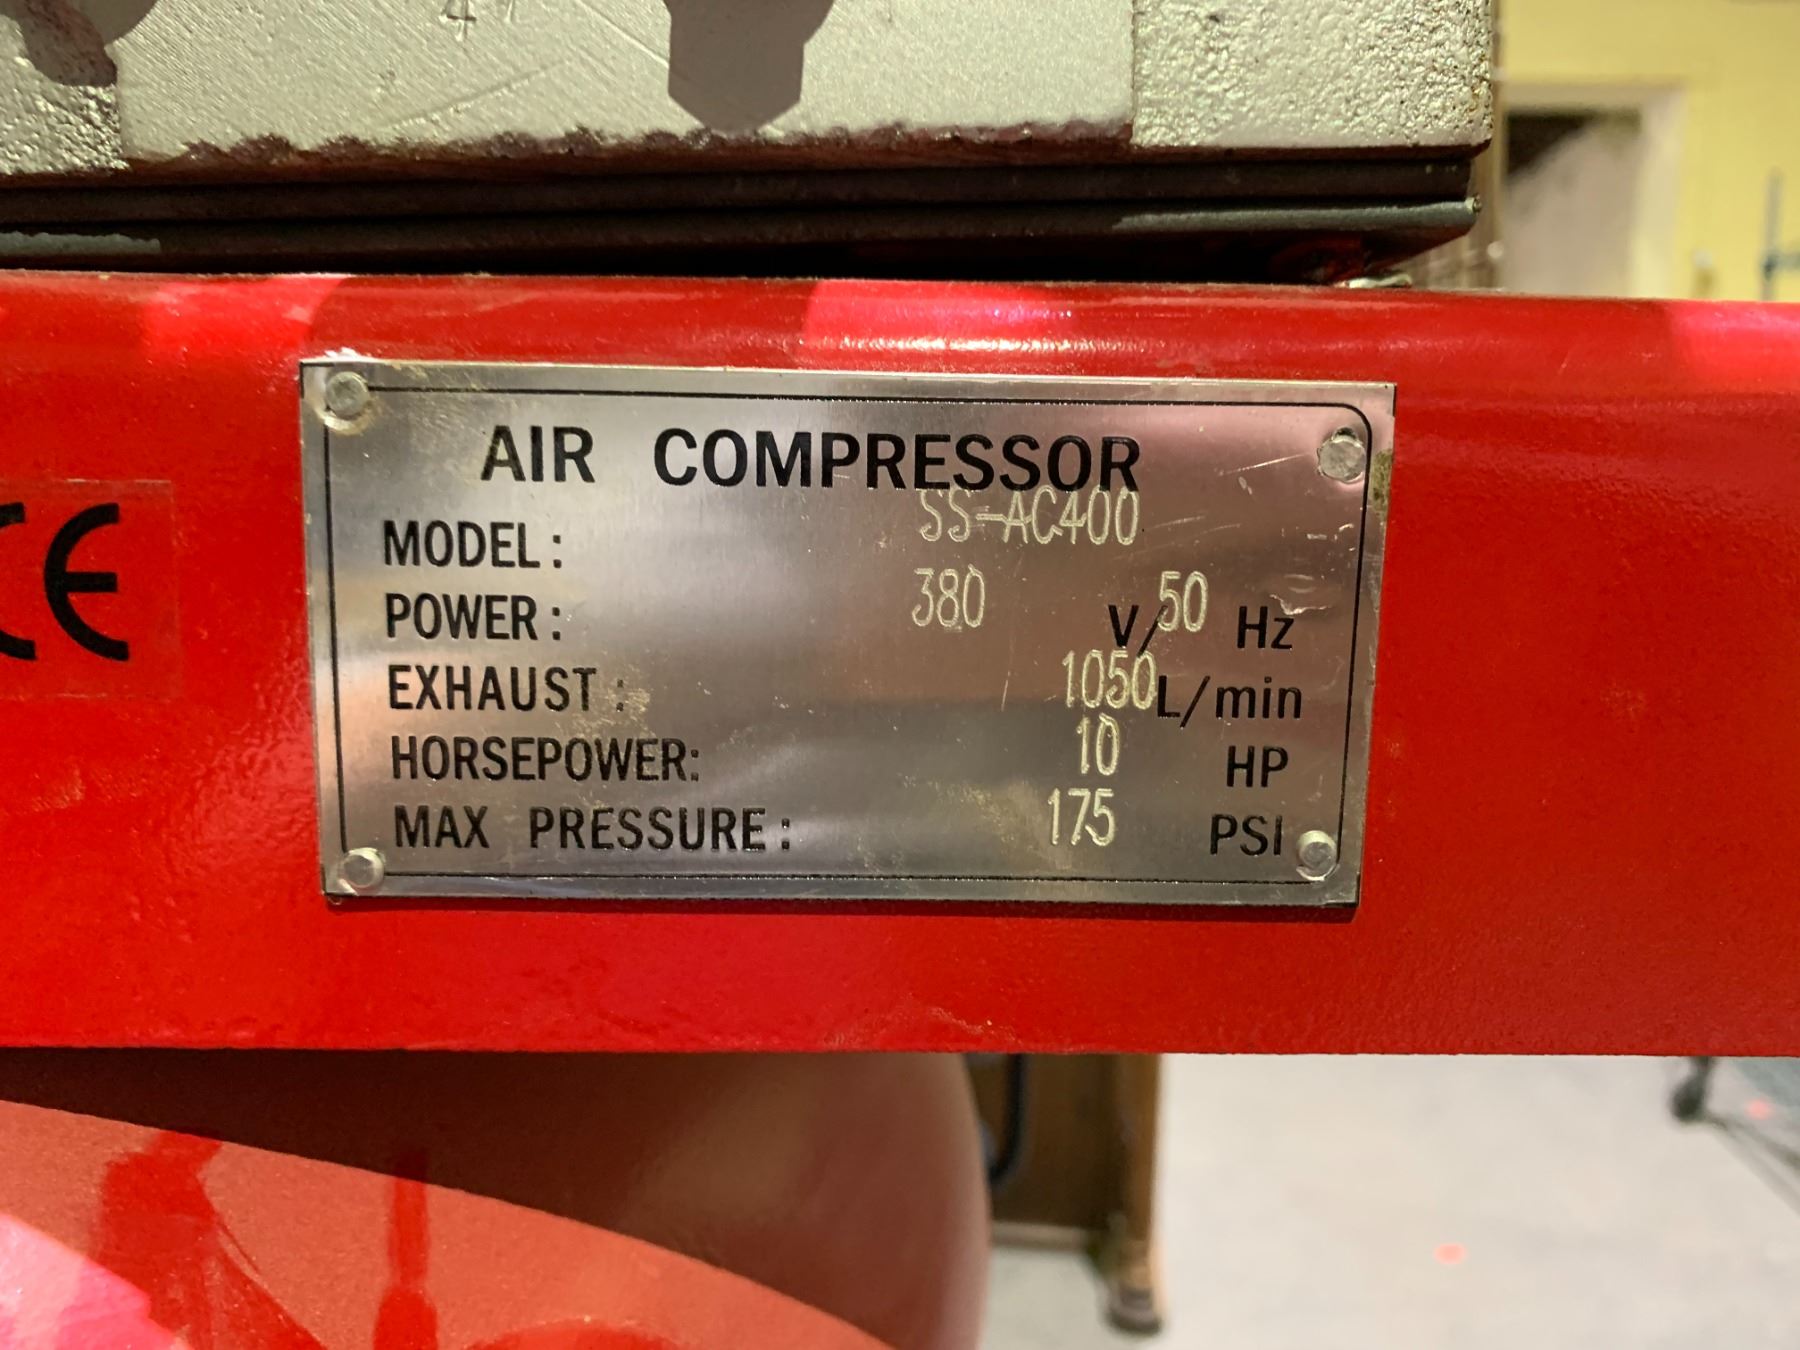 44
AIR COMPRESSOR
MODEL: SS-AC400
POWER: 380 V/50 Hz
EXHAUST: 1050 L/min
HORSEPOWER: 10 HP
MAX PRESSURE: 175 PSI
CE